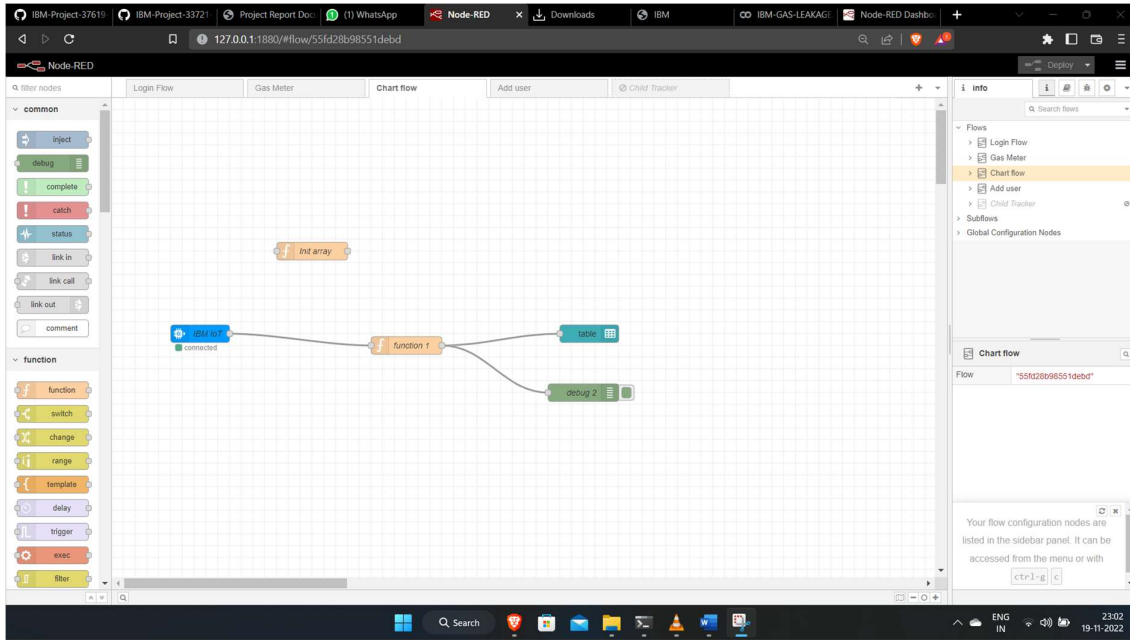 IBM-Project-37619-
IBM-Project-33721-
Project Report Doc
(1) WhatsApp
Node-RED
Downloads
IBM
IBM-GAS-LEAKAGE
Node-RED Dashbo
127.0.0.1:1880/#flow/55fd28b98551debd
Node-RED
Deploy
filter nodes
Login Flow
Gas Meter
Chart flow
Add user
Child Tracker
info
Search flows
common
inject
debug
complete
catch
status
link in
link call
link out
comment
function
function
switch
change
range
template
delay
trigger
exec
filter
Init array
IBM IoT
connected
function 1
table
debug 2
Flows
Login Flow
Gas Meter
Chart flow
Add user
Child Tracker
Subflows
Global Configuration Nodes
Chart flow
Flow "55fd28b98551debd"
Your flow configuration nodes are
listed in the sidebar panel. It can be
accessed from the menu or with
ctrl-g c
Search
ENG
IN
23:02
19-11-2022